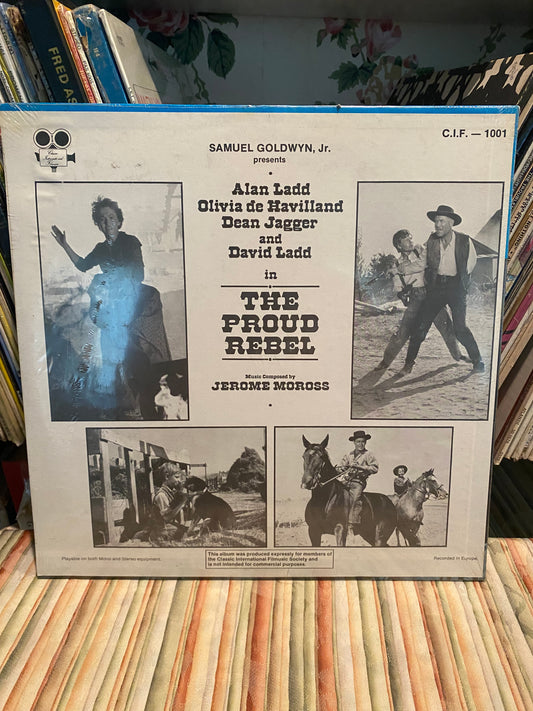 FRED AS
C.I.F. — 1001
SAMUEL GOLDWYN, Jr.
presents
Alan Ladd
Olivia de Havilland
Dean Jagger
and
David Ladd
in
THE
PROUD
REBEL
Music Composed by
JEROME MOROSS
Playable on both Monol and Stereo equipment.
This album was produced expressly for members of
the Classic International Filmusic Society and
is not intended for commercial purposes.
Recorded in Europe.